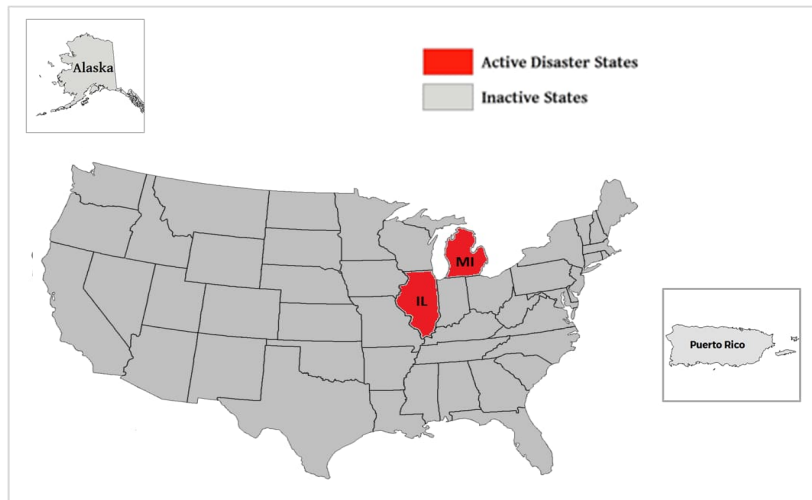 Alaska
Active Disaster States
Inactive States
MI
IL
Puerto Rico